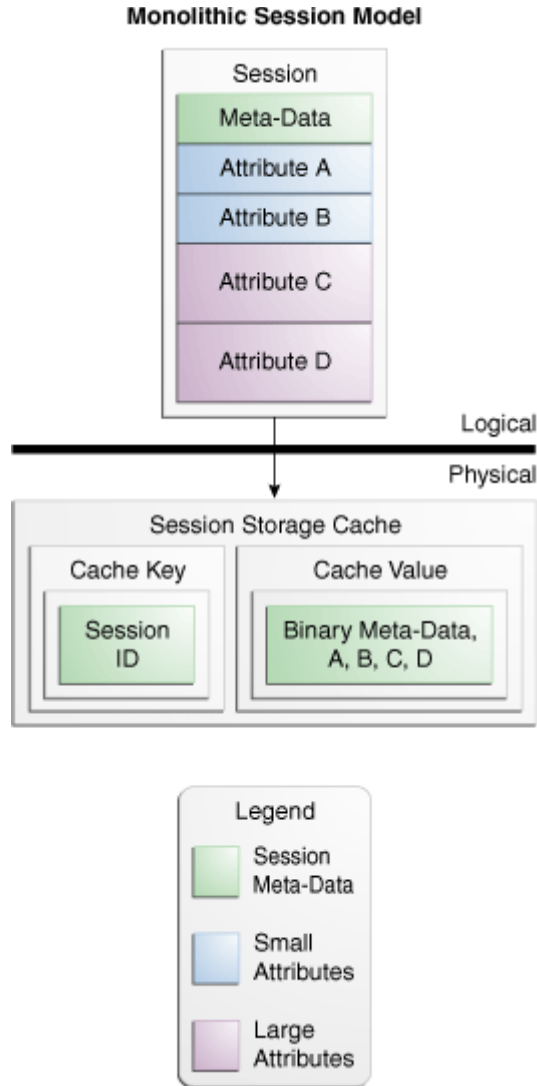 Monolithic Session Model
Session
Meta-Data
Attribute A
Attribute B
Attribute C
Attribute D
Logical
Physical
Session Storage Cache
Cache Key
Session
ID
Cache Value
Binary Meta-Data,
A, B, C, D
Legend
Session
Meta-Data
Small
Attributes
Large
Attributes